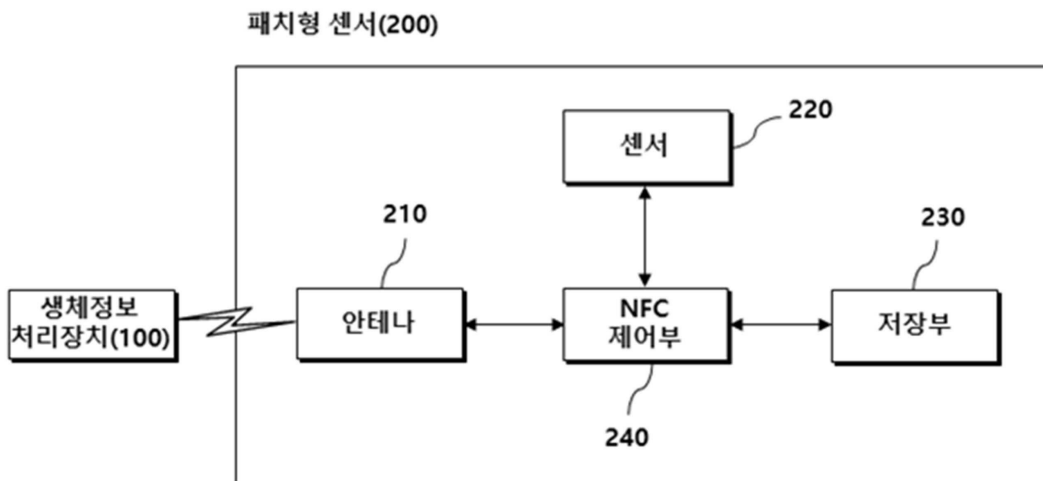 패치형 센서(200)
220
센서
210
230
생체정보
처리장치(100)
안테나
NFC
제어부
저장부
240